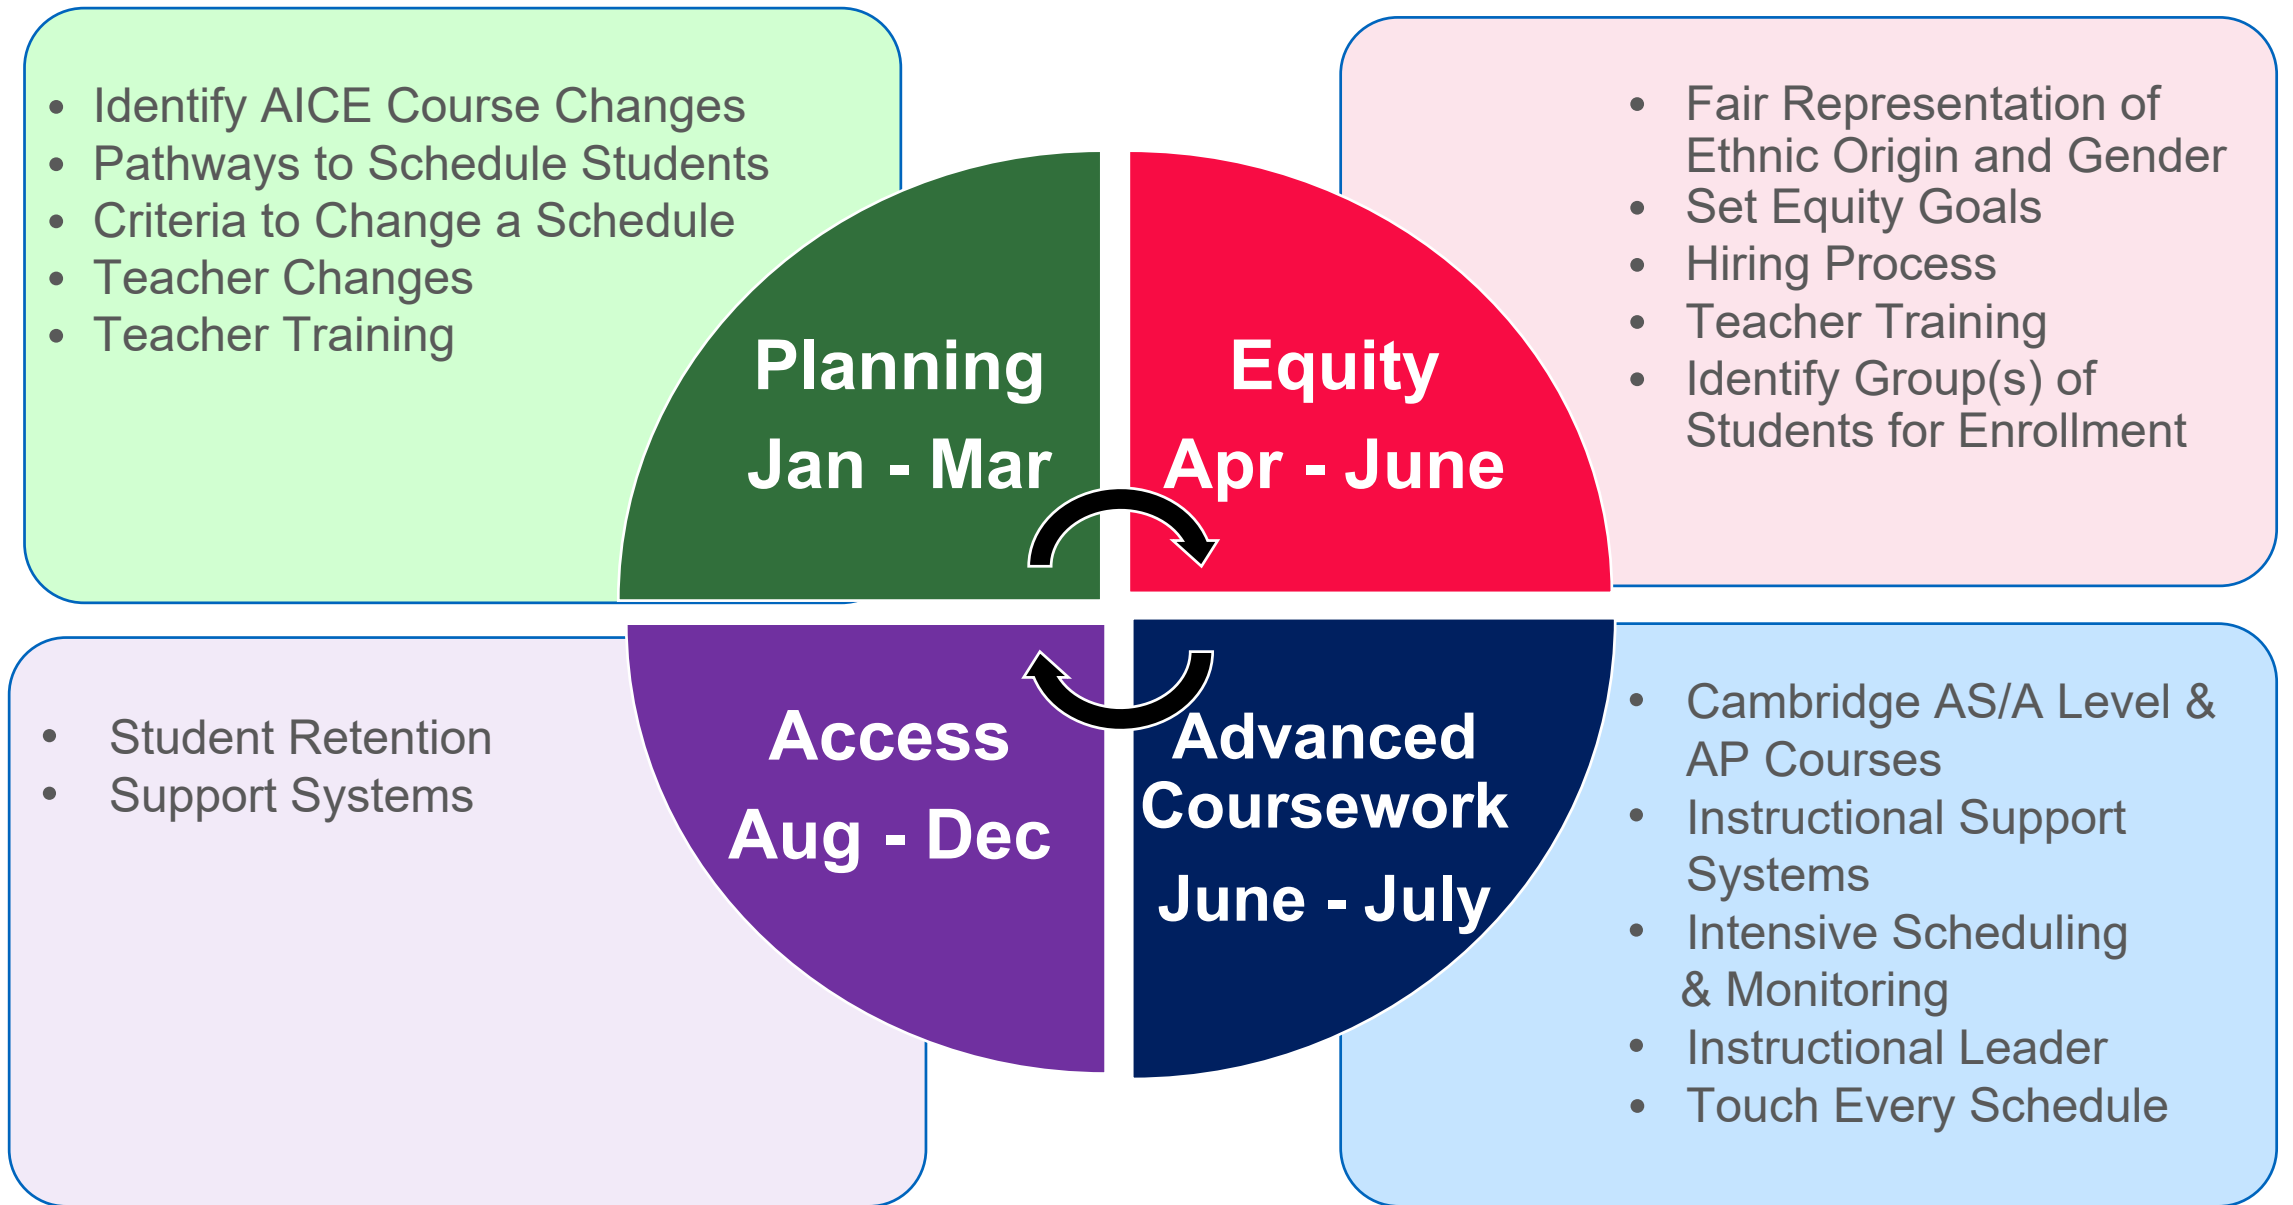 • Identify AICE Course Changes
• Pathways to Schedule Students
• Criteria to Change a Schedule
• Teacher Changes
• Teacher Training
Planning
Jan - Mar
Equity
Apr - June
• Fair Representation of
Ethnic Origin and Gender
• Set Equity Goals
• Hiring Process
• Teacher Training
• Identify Group(s) of
Students for Enrollment
• Student Retention
• Support Systems
Access
Aug - Dec
Advanced
Coursework
June - July
• Cambridge AS/A Level &
AP Courses
• Instructional Support
Systems
• Intensive Scheduling
& Monitoring
• Instructional Leader
• Touch Every Schedule